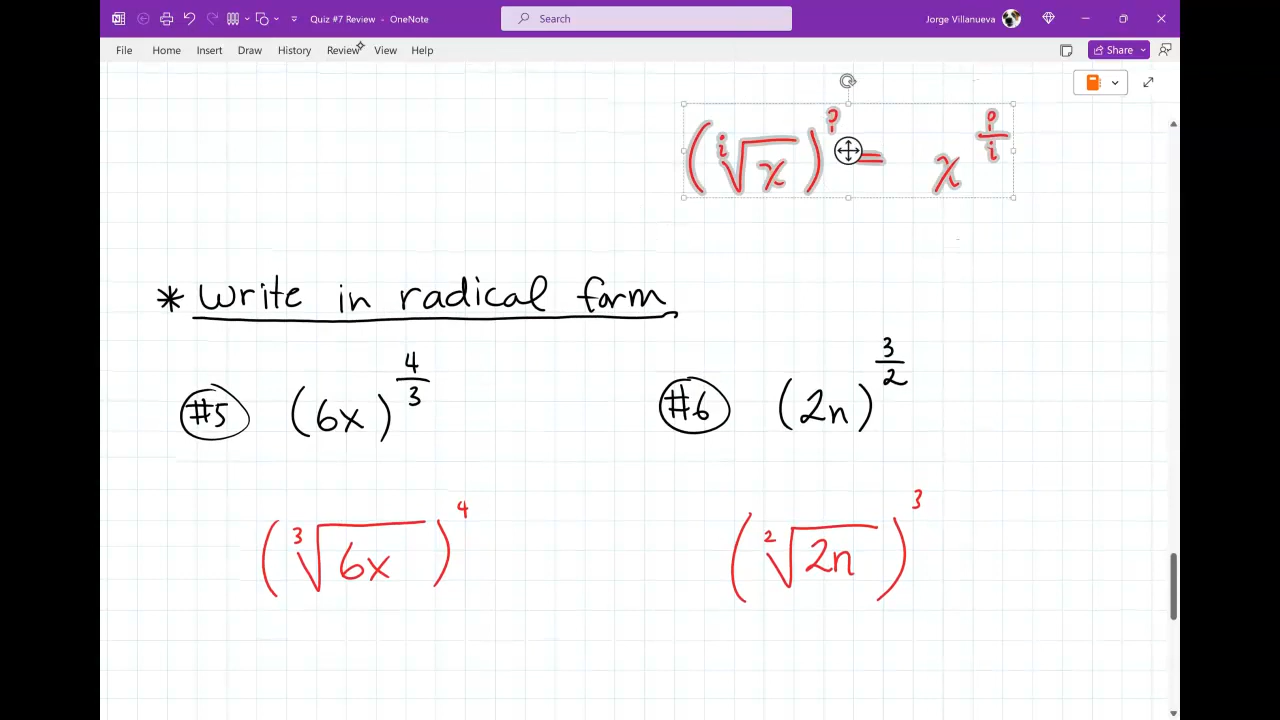 Quiz #7 Review - OneNote
Search
Jorge Villanueva
File Home Insert Draw History Review View Help
Share
(ⁱ√x)ᵖ = x^(p/i)
* Write in radical form
#5 (6x)^(4/3)
#6 (2n)^(3/2)
(³√6x)⁴
(²√2n)³